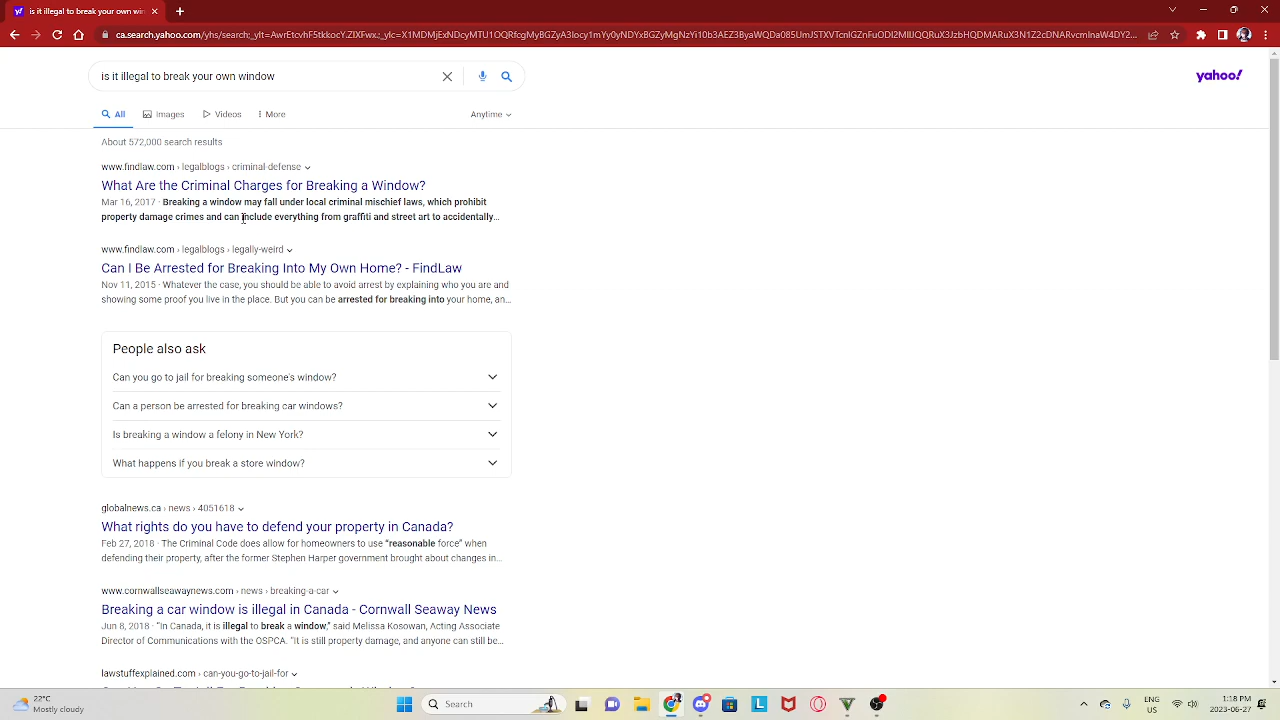 is it illegal to break your own win
ca.search.yahoo.com/yhs/search;_ylt=AwrEtcvhF5tkkocY.ZlXFwx.;_ylc=
is it illegal to break your own window
yahoo!
All Images Videos More Anytime
About 572,000 search results
www.findlaw.com › legalblogs › criminal-defense
What Are the Criminal Charges for Breaking a Window?
Mar 16, 2017 · Breaking a window may fall under local criminal mischief laws, which prohibit
property damage crimes and can include everything from graffiti and street art to accidentally...
www.findlaw.com › legalblogs › legally-weird
Can I Be Arrested for Breaking Into My Own Home? - FindLaw
Nov 11, 2015 · Whatever the case, you should be able to avoid arrest by explaining who you are and
showing some proof you live in the place. But you can be arrested for breaking into your home, an...
People also ask
Can you go to jail for breaking someone's window?
Can a person be arrested for breaking car windows?
Is breaking a window a felony in New York?
What happens if you break a store window?
globalnews.ca › news › 4051618
What rights do you have to defend your property in Canada?
Feb 27, 2018 · The Criminal Code does allow for homeowners to use “reasonable force” when
defending their property, after the former Stephen Harper government brought about changes in...
www.cornwallseawaynews.com › news › breaking-a-car
Breaking a car window is illegal in Canada - Cornwall Seaway News
Jun 8, 2018 · “In Canada, it is illegal to break a window,” said Melissa Kosowan, Acting Associate
Director of Communications with the OSPCA. “It is still property damage, and anyone can still be...
lawstuffexplained.com › can-you-go-to-jail-for
22°C
Mostly cloudy
Search
ENG
US
1:18 PM
2023-06-27